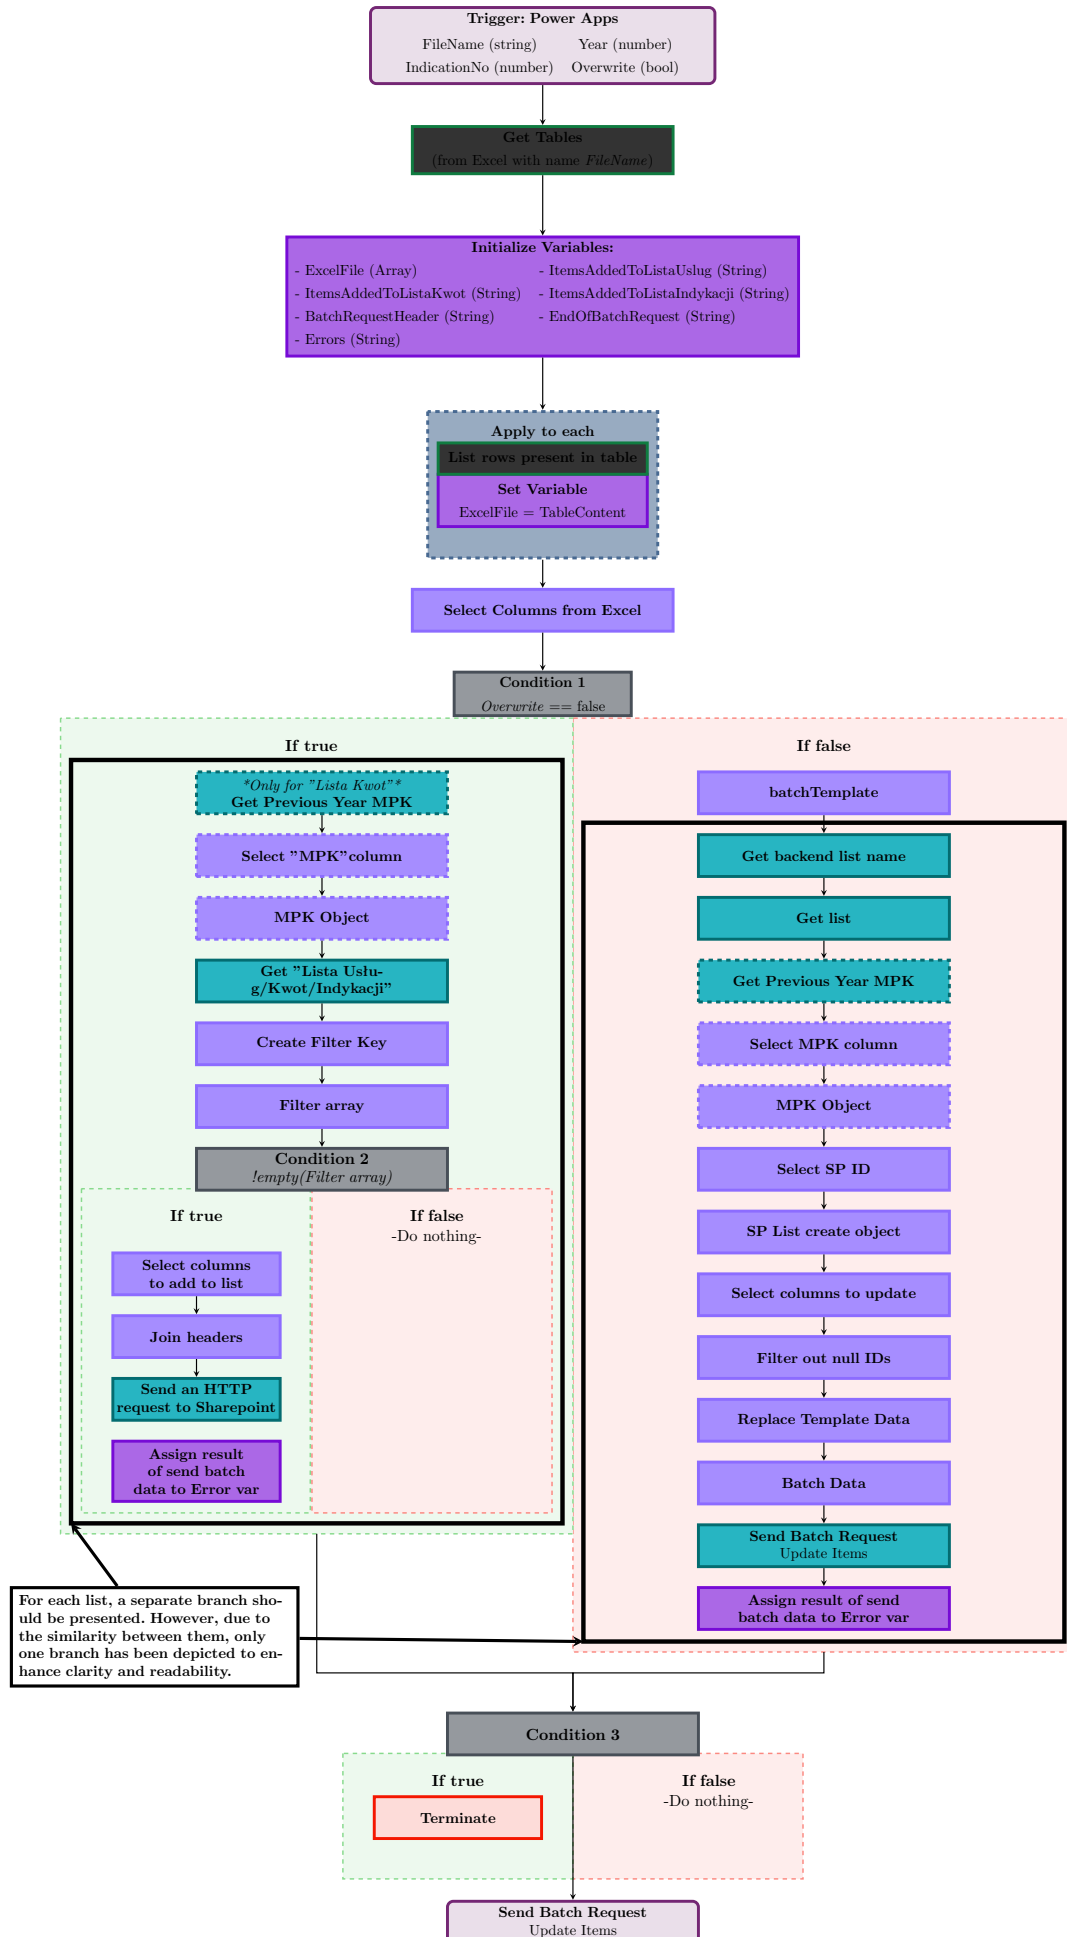 Trigger: Power Apps
FileName (string) Year (number)
IndicationNo (number) Overwrite (bool)
Get Tables
(from Excel with name FileName)
Initialize Variables:
- ExcelFile (Array) - ItemsAddedToListaUslug (String)
- ItemsAddedToListaKwot (String) - ItemsAddedToListaIndykacji (String)
- BatchRequestHeader (String) - EndOfBatchRequest (String)
- Errors (String)
Apply to each
List rows present in table
Set Variable
ExcelFile = TableContent
Select Columns from Excel
Condition 1
Overwrite == false
If true
*Only for ”Lista Kwot”*
Get Previous Year MPK
Select ”MPK”column
MPK Object
Get ”Lista Usłu-
g/Kwot/Indykacji”
Create Filter Key
Filter array
Condition 2
!empty(Filter array)
If true
Select columns
to add to list
Join headers
Send an HTTP
request to Sharepoint
Assign result
of send batch
data to Error var
If false
-Do nothing-
If false
batchTemplate
Get backend list name
Get list
Get Previous Year MPK
Select MPK column
MPK Object
Select SP ID
SP List create object
Select columns to update
Filter out null IDs
Replace Template Data
Batch Data
Send Batch Request
Update Items
Assign result of send
batch data to Error var
For each list, a separate branch sho-
uld be presented. However, due to
the similarity between them, only
one branch has been depicted to en-
hance clarity and readability.
Condition 3
If true
Terminate
If false
-Do nothing-
Send Batch Request
Update Items